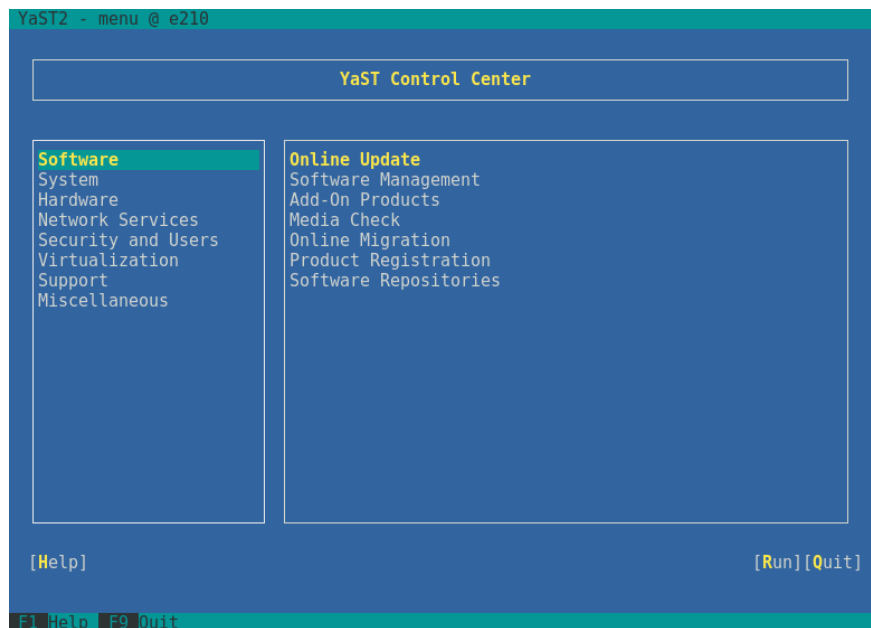 YaST2 - menu @ e210
YaST Control Center
Software
System
Hardware
Network Services
Security and Users
Virtualization
Support
Miscellaneous
Online Update
Software Management
Add-On Products
Media Check
Online Migration
Product Registration
Software Repositories
[Help]
[Run][Quit]
F1 Help F9 Quit